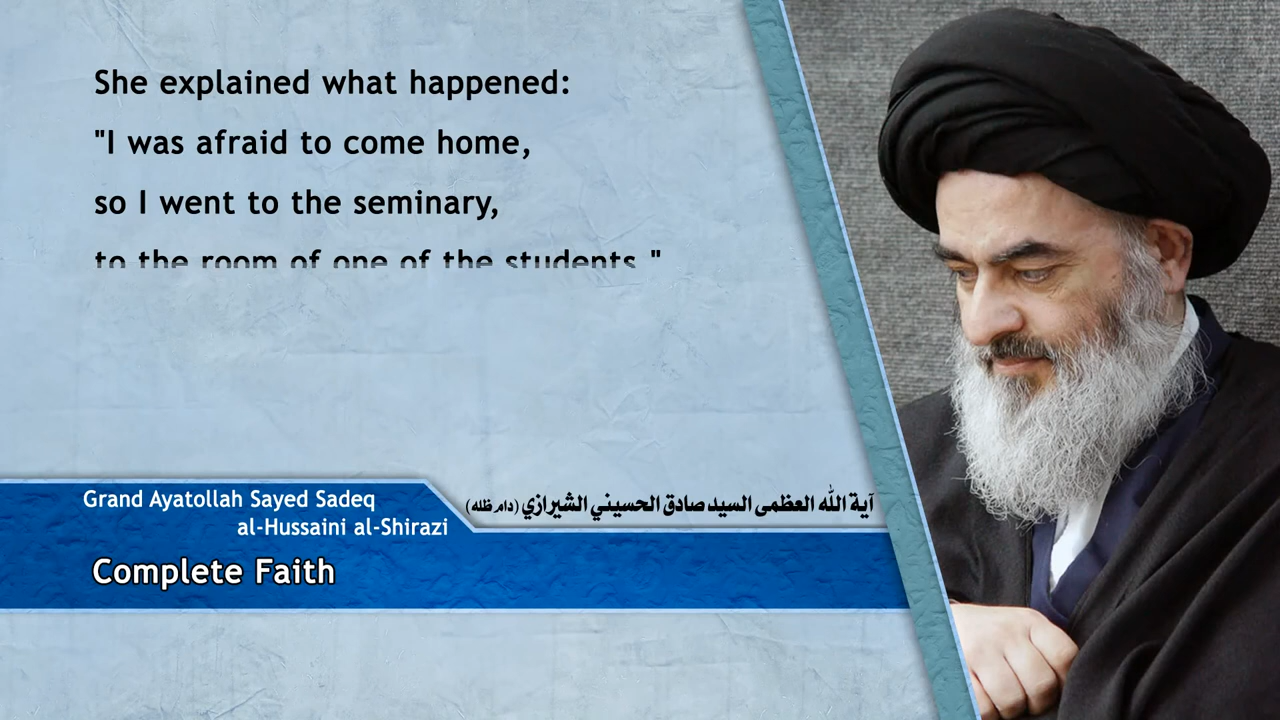 She explained what happened:
"I was afraid to come home,
so I went to the seminary,
to the room of one of the students."
Grand Ayatollah Sayed Sadeq
al-Hussaini al-Shirazi
آية الله العظمى السيد صادق الحسيني الشيرازي (دام ظله)
Complete Faith